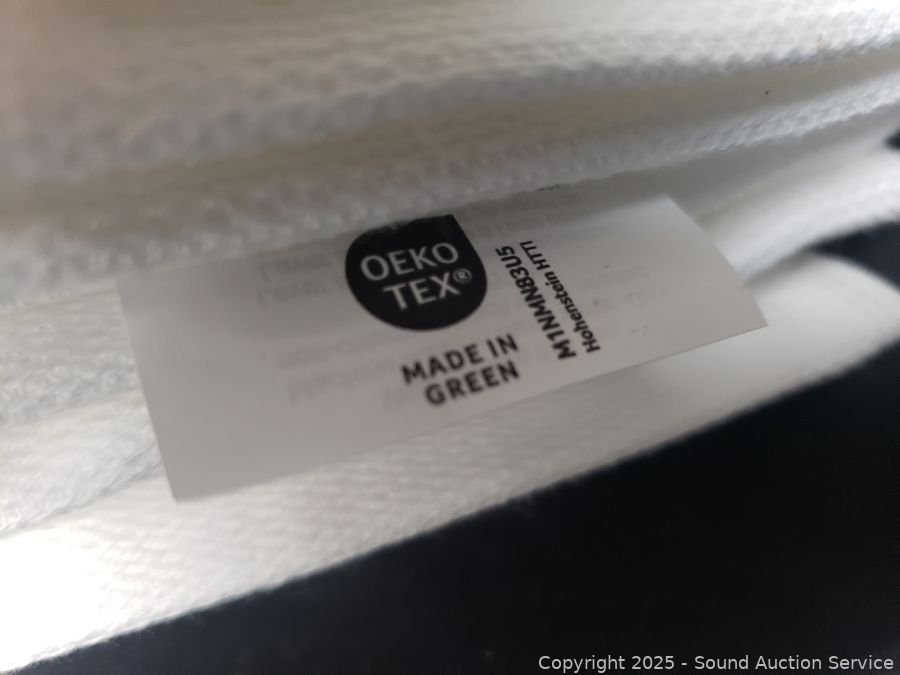 OEKO
TEX®
MADE IN
GREEN
M1NMN83U5
Hohenstein HTTI
Copyright 2025 - Sound Auction Service